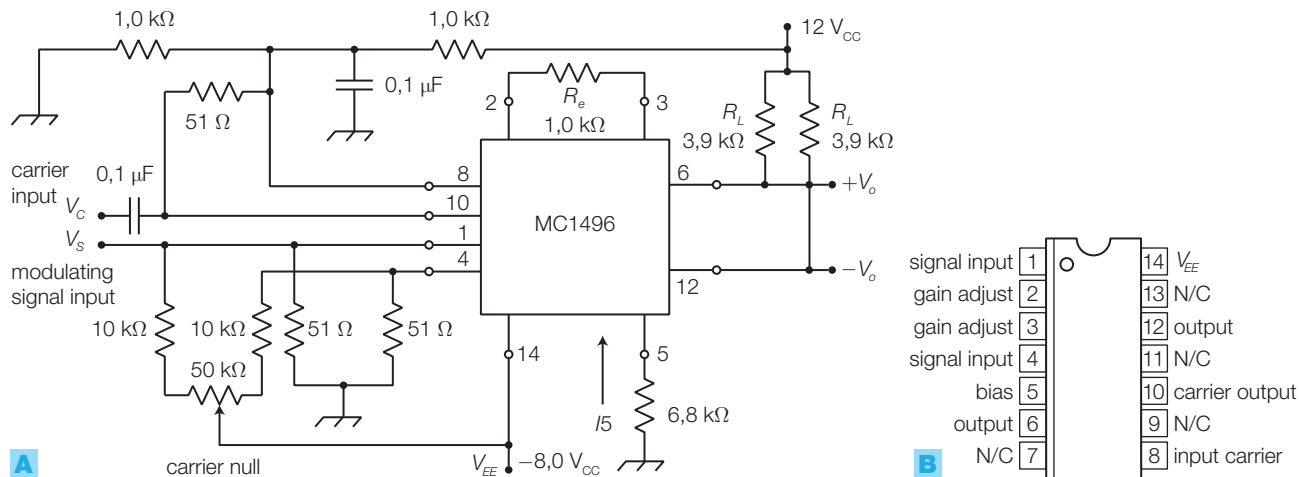 1,0 kΩ
1,0 kΩ
12 V_CC
51 Ω
0,1 μF
2
R_e
1,0 kΩ
3
R_L
3,9 kΩ
R_L
3,9 kΩ
carrier
input
0,1 μF
V_C
V_S
modulating
signal input
8
10
1
4
MC1496
6
12
+V_o
−V_o
10 kΩ
10 kΩ
51 Ω
51 Ω
50 kΩ
14
5
I5
6,8 kΩ
carrier null
V_EE
−8,0 V_CC
A
signal input 1
14 V_EE
gain adjust 2
13 N/C
gain adjust 3
12 output
signal input 4
11 N/C
bias 5
10 carrier output
output 6
9 N/C
N/C 7
8 input carrier
B